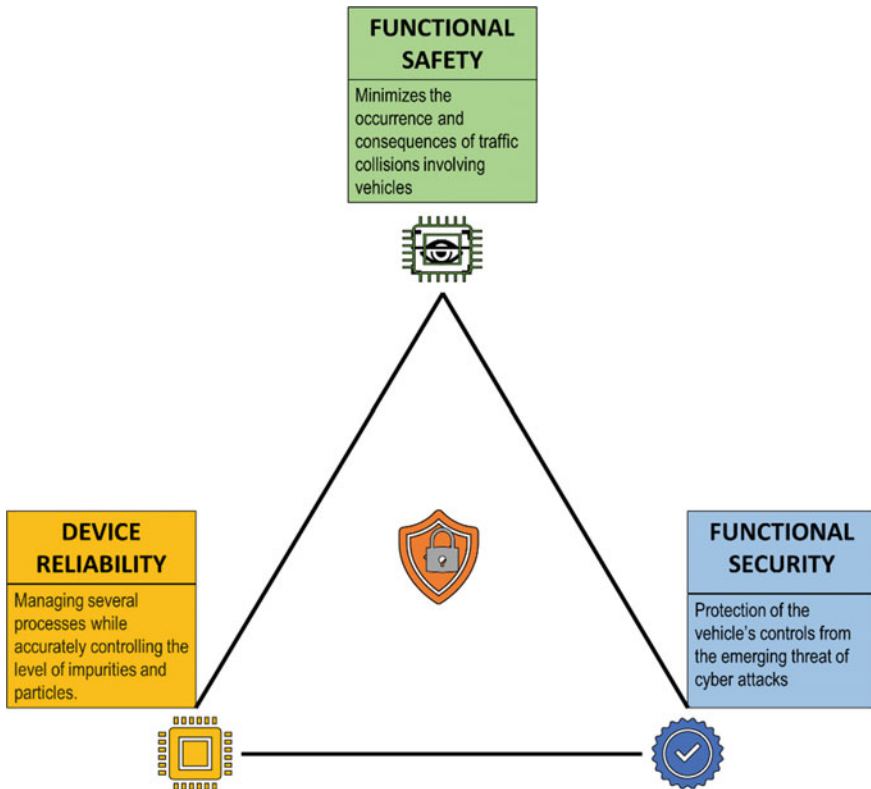 FUNCTIONAL
SAFETY
Minimizes the
occurrence and
consequences of traffic
collisions involving
vehicles
DEVICE
RELIABILITY
Managing several
processes while
accurately controlling the
level of impurities and
particles.
FUNCTIONAL
SECURITY
Protection of the
vehicle's controls from
the emerging threat of
cyber attacks